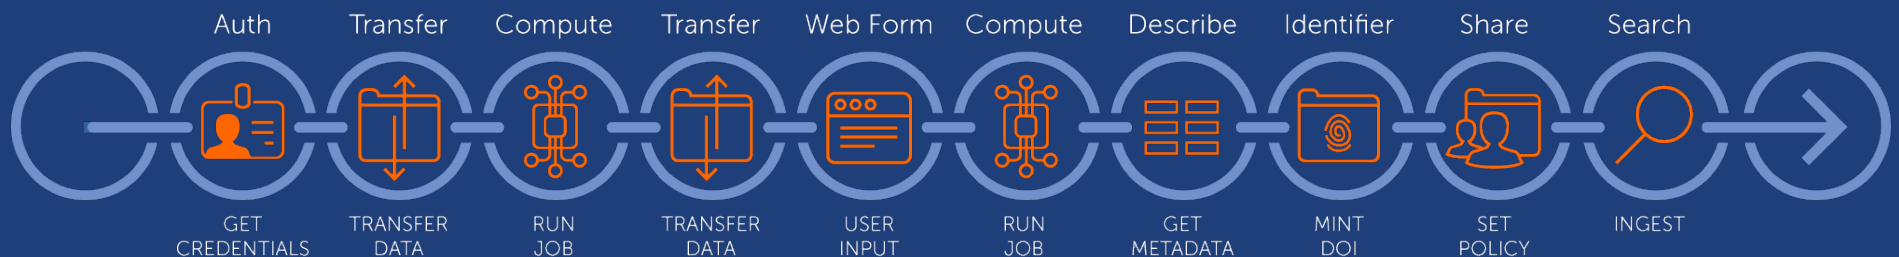 Auth Transfer Compute Transfer Web Form Compute Describe Identifier Share Search
GET TRANSFER RUN TRANSFER USER RUN GET MINT SET INGEST
CREDENTIALS DATA JOB DATA INPUT JOB METADATA DOI POLICY